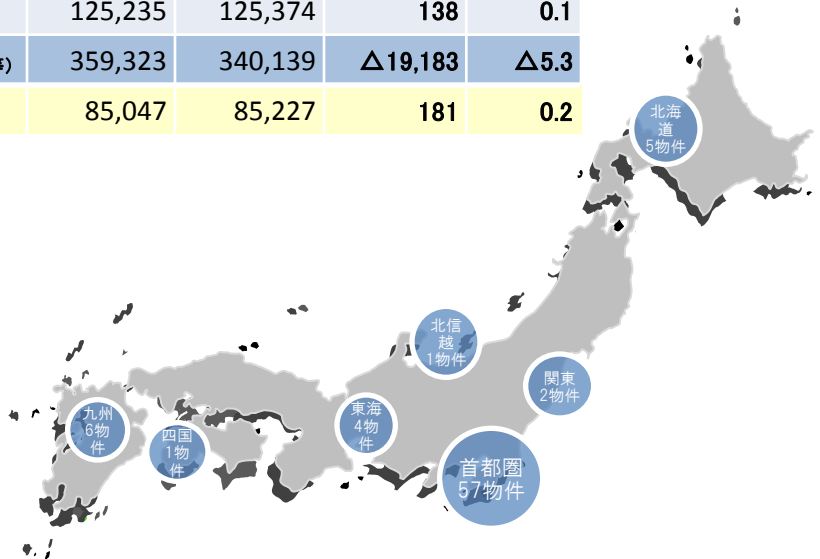 125,235 125,374 138 0.1
等) 359,323 340,139 △19,183 △5.3
85,047 85,227 181 0.2
北海
道
5物件
北信
越
1物件
関東
2物件
東海
4物
件
九州
6物
件
四国
1物
件
首都圏
57物件